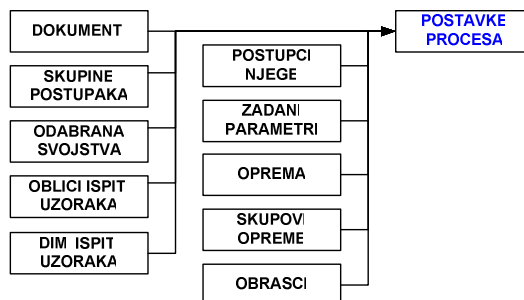 DOKUMENT
SKUPINE
POSTUPAKA
ODABRANA
SVOJSTVA
OBLICI ISPIT
UZORAKA
DIM ISPIT
UZORAKA
POSTUPCI
NJEGE
ZADANI
PARAMETRI
OPREMA
SKUPOVI
OPREME
OBRASCI
POSTAVKE
PROCESA